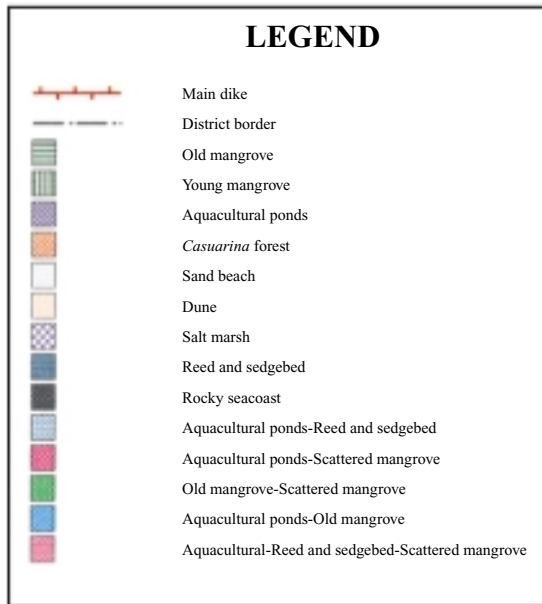 LEGEND
Main dike
District border
Old mangrove
Young mangrove
Aquacultural ponds
Casuarina forest
Sand beach
Dune
Salt marsh
Reed and sedgebed
Rocky seacoast
Aquacultural ponds-Reed and sedgebed
Aquacultural ponds-Scattered mangrove
Old mangrove-Scattered mangrove
Aquacultural ponds-Old mangrove
Aquacultural-Reed and sedgebed-Scattered mangrove